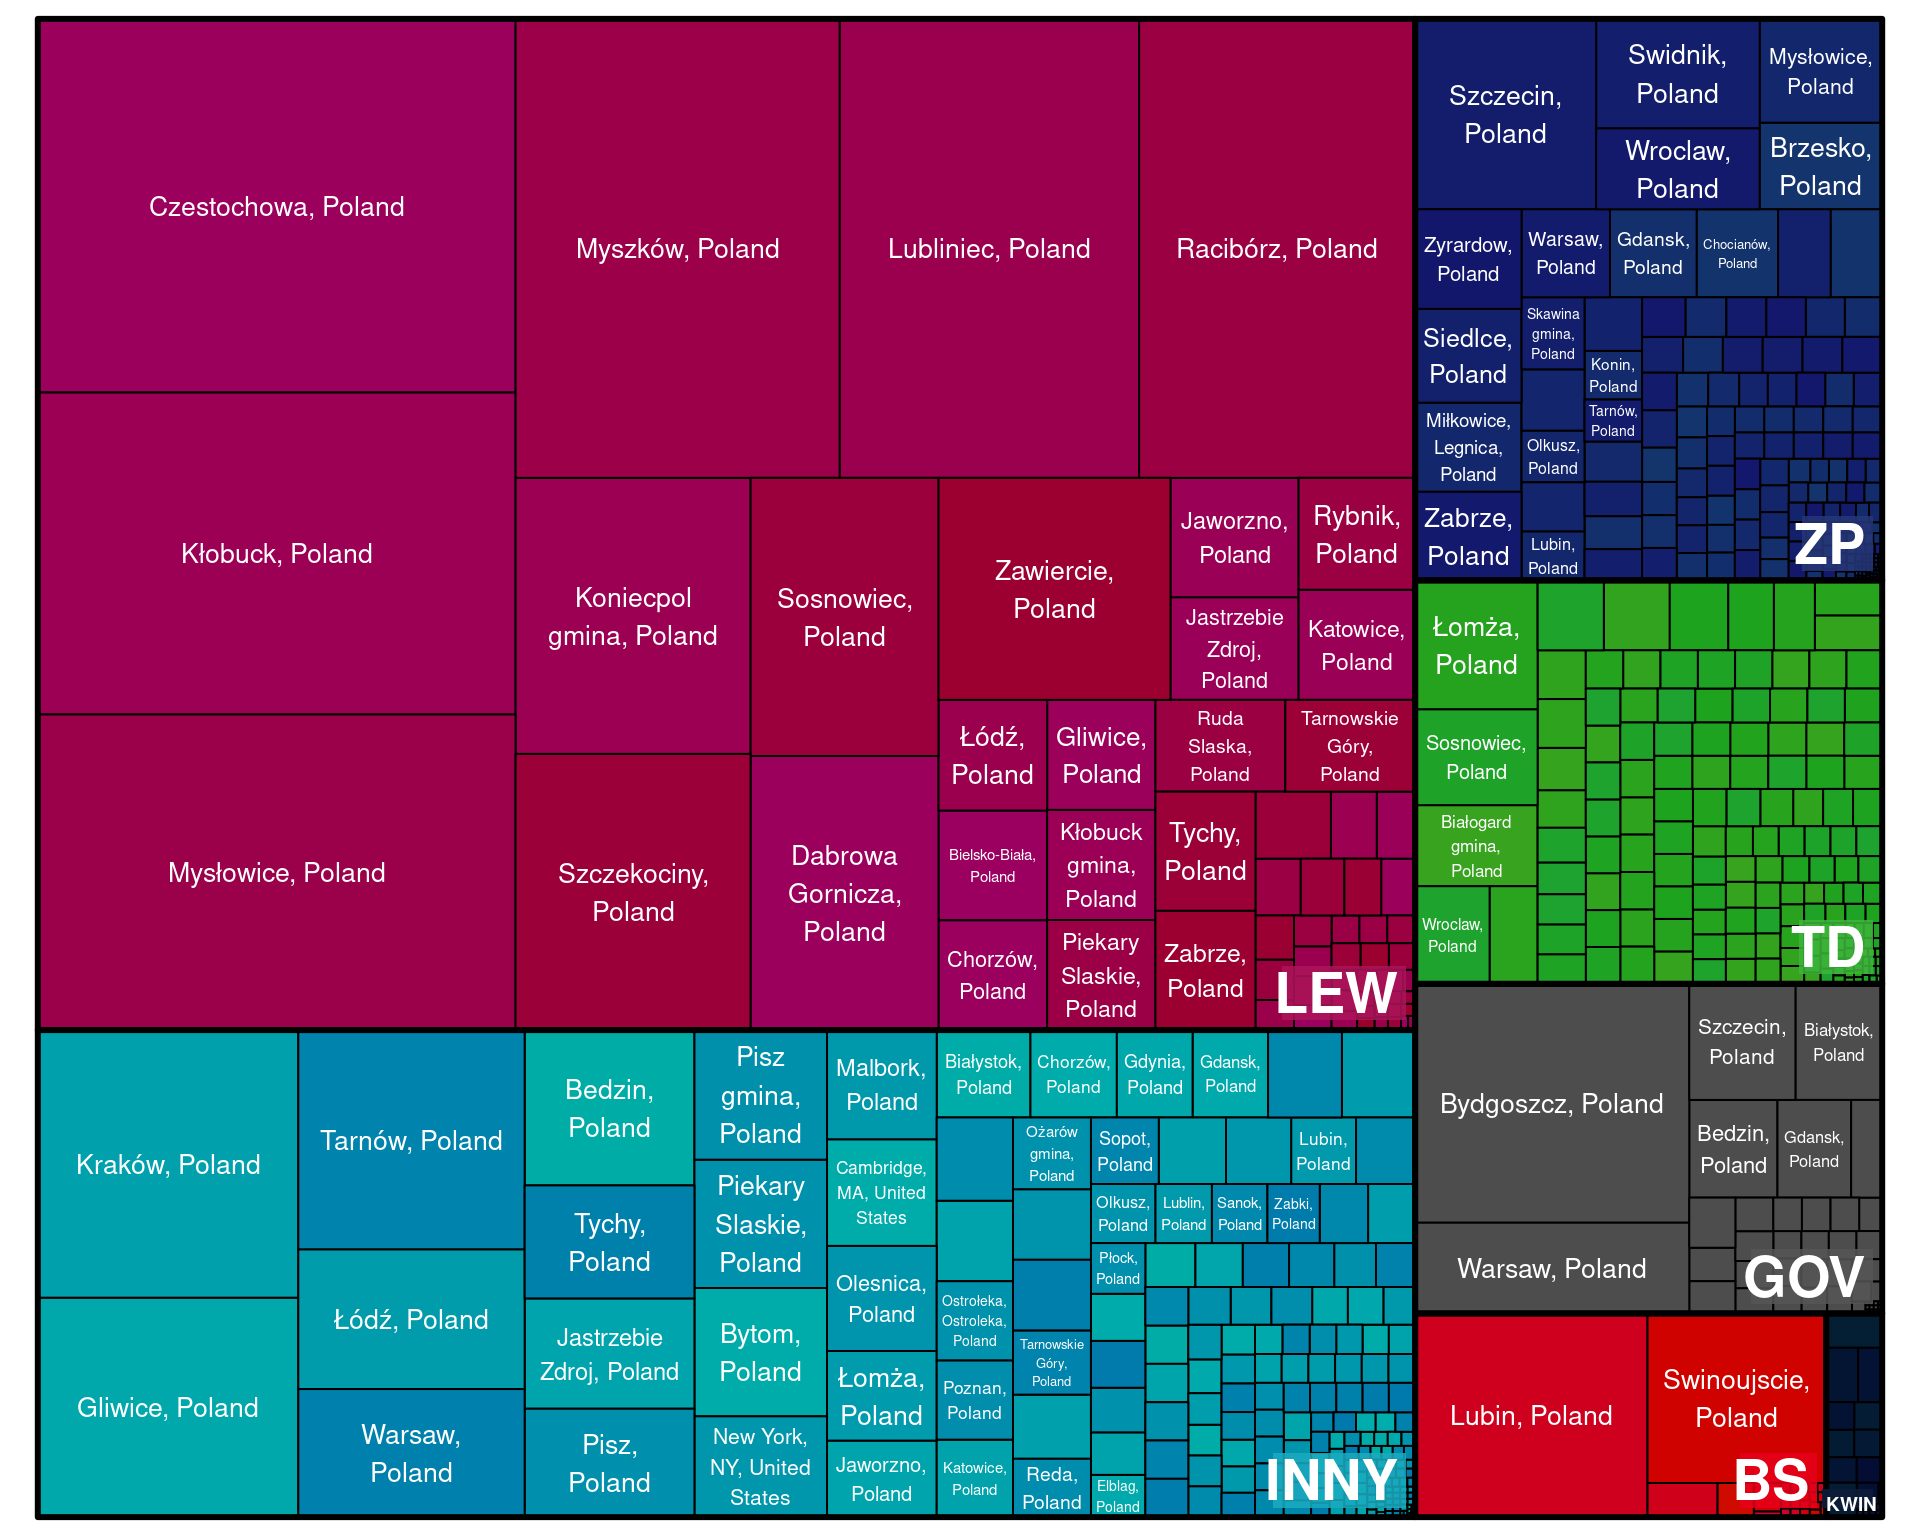 Czestochowa, Poland
Kłobuck, Poland
Mysłowice, Poland
Myszków, Poland
Lubliniec, Poland
Racibórz, Poland
Koniecpol
gmina, Poland
Szczekociny,
Poland
Sosnowiec,
Poland
Dabrowa
Gornicza,
Poland
Zawiercie,
Poland
Jaworzno,
Poland
Jastrzebie
Zdroj,
Poland
Rybnik,
Poland
Katowice,
Poland
Łódź,
Poland
Bielsko-Biała,
Poland
Chorzów,
Poland
Gliwice,
Poland
Kłobuck
gmina,
Poland
Piekary
Slaskie,
Poland
Ruda
Slaska,
Poland
Tarnowskie
Góry,
Poland
Tychy,
Poland
Zabrze,
Poland
LEW
Kraków, Poland
Gliwice, Poland
Tarnów, Poland
Łódź, Poland
Warsaw,
Poland
Bedzin,
Poland
Tychy,
Poland
Jastrzebie
Zdroj, Poland
Pisz,
Poland
Pisz
gmina,
Poland
Piekary
Slaskie,
Poland
Bytom,
Poland
New York,
NY, United
States
Malbork,
Poland
Cambridge,
MA, United
States
Olesnica,
Poland
Łomża,
Poland
Jaworzno,
Poland
Białystok,
Poland
Chorzów,
Poland
Gdynia,
Poland
Gdansk,
Poland
Ostrołeka,
Ostroleka,
Poland
Poznan,
Poland
Katowice,
Poland
Ożarów
gmina,
Poland
Tarnowskie
Góry,
Poland
Reda,
Poland
Sopot,
Poland
Lubin,
Poland
Olkusz,
Poland
Lublin,
Poland
Sanok,
Poland
Zabki,
Poland
Płock,
Poland
Elblag,
Poland
INNY
Szczecin,
Poland
Swidnik,
Poland
Wroclaw,
Poland
Mysłowice,
Poland
Brzesko,
Poland
Zyrardow,
Poland
Siedlce,
Poland
Miłkowice,
Legnica,
Poland
Zabrze,
Poland
Warsaw,
Poland
Gdansk,
Poland
Chocianów,
Poland
Skawina
gmina,
Poland
Olkusz,
Poland
Lubin,
Poland
Konin,
Poland
Tarnów,
Poland
ZP
Łomża,
Poland
Sosnowiec,
Poland
Białogard
gmina,
Poland
Wroclaw,
Poland
TD
Bydgoszcz, Poland
Warsaw, Poland
Szczecin,
Poland
Białystok,
Poland
Bedzin,
Poland
Gdansk,
Poland
GOV
Lubin, Poland
Swinoujscie,
Poland
BS
KWIN